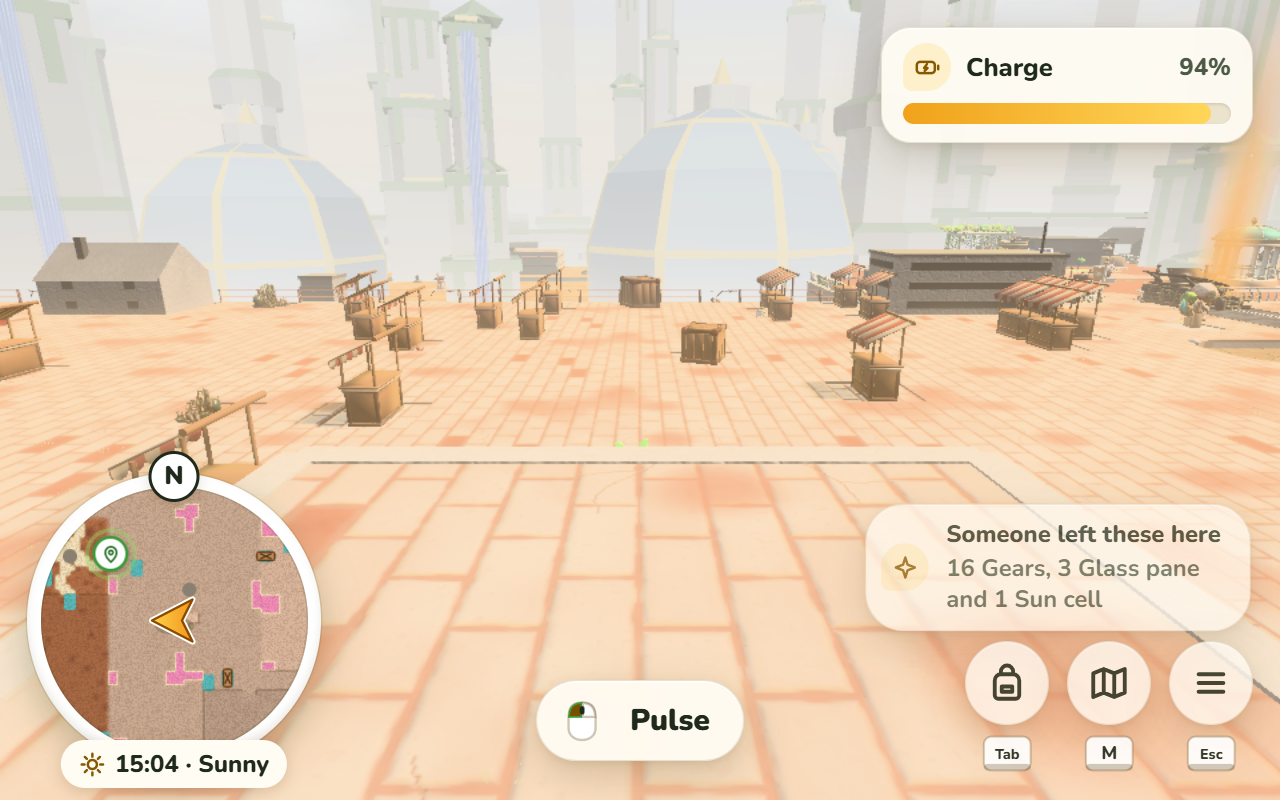 Charge
94%
N
Someone left these here
16 Gears, 3 Glass pane
and 1 Sun cell
Pulse
Tab
M
Esc
15:04 · Sunny